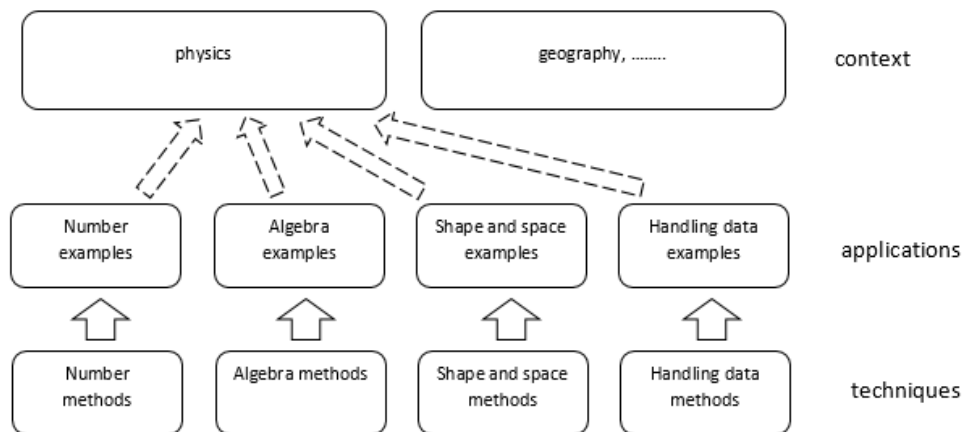 physics
geography, ........
context
Number
examples
Algebra
examples
Shape and space
examples
Handling data
examples
applications
Number
methods
Algebra methods
Shape and space
methods
Handling data
methods
techniques